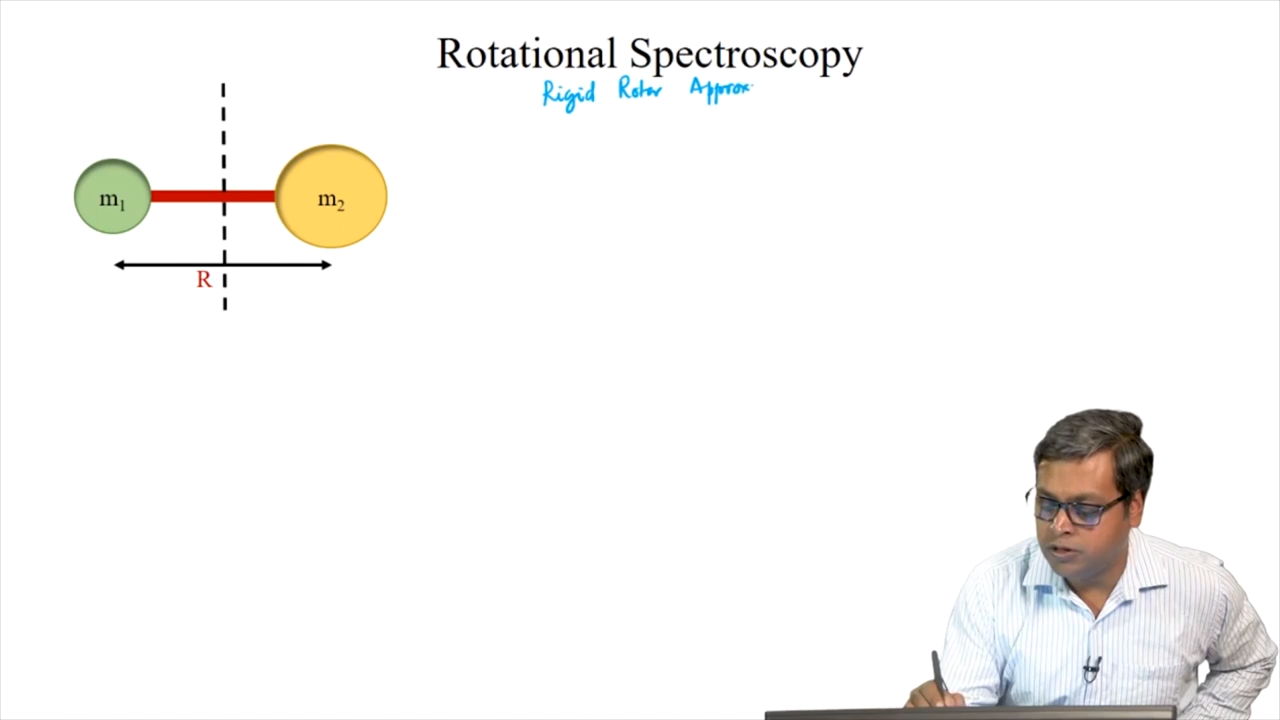 Rotational Spectroscopy
Rigid Rotor Approx.
m₁
m₂
R